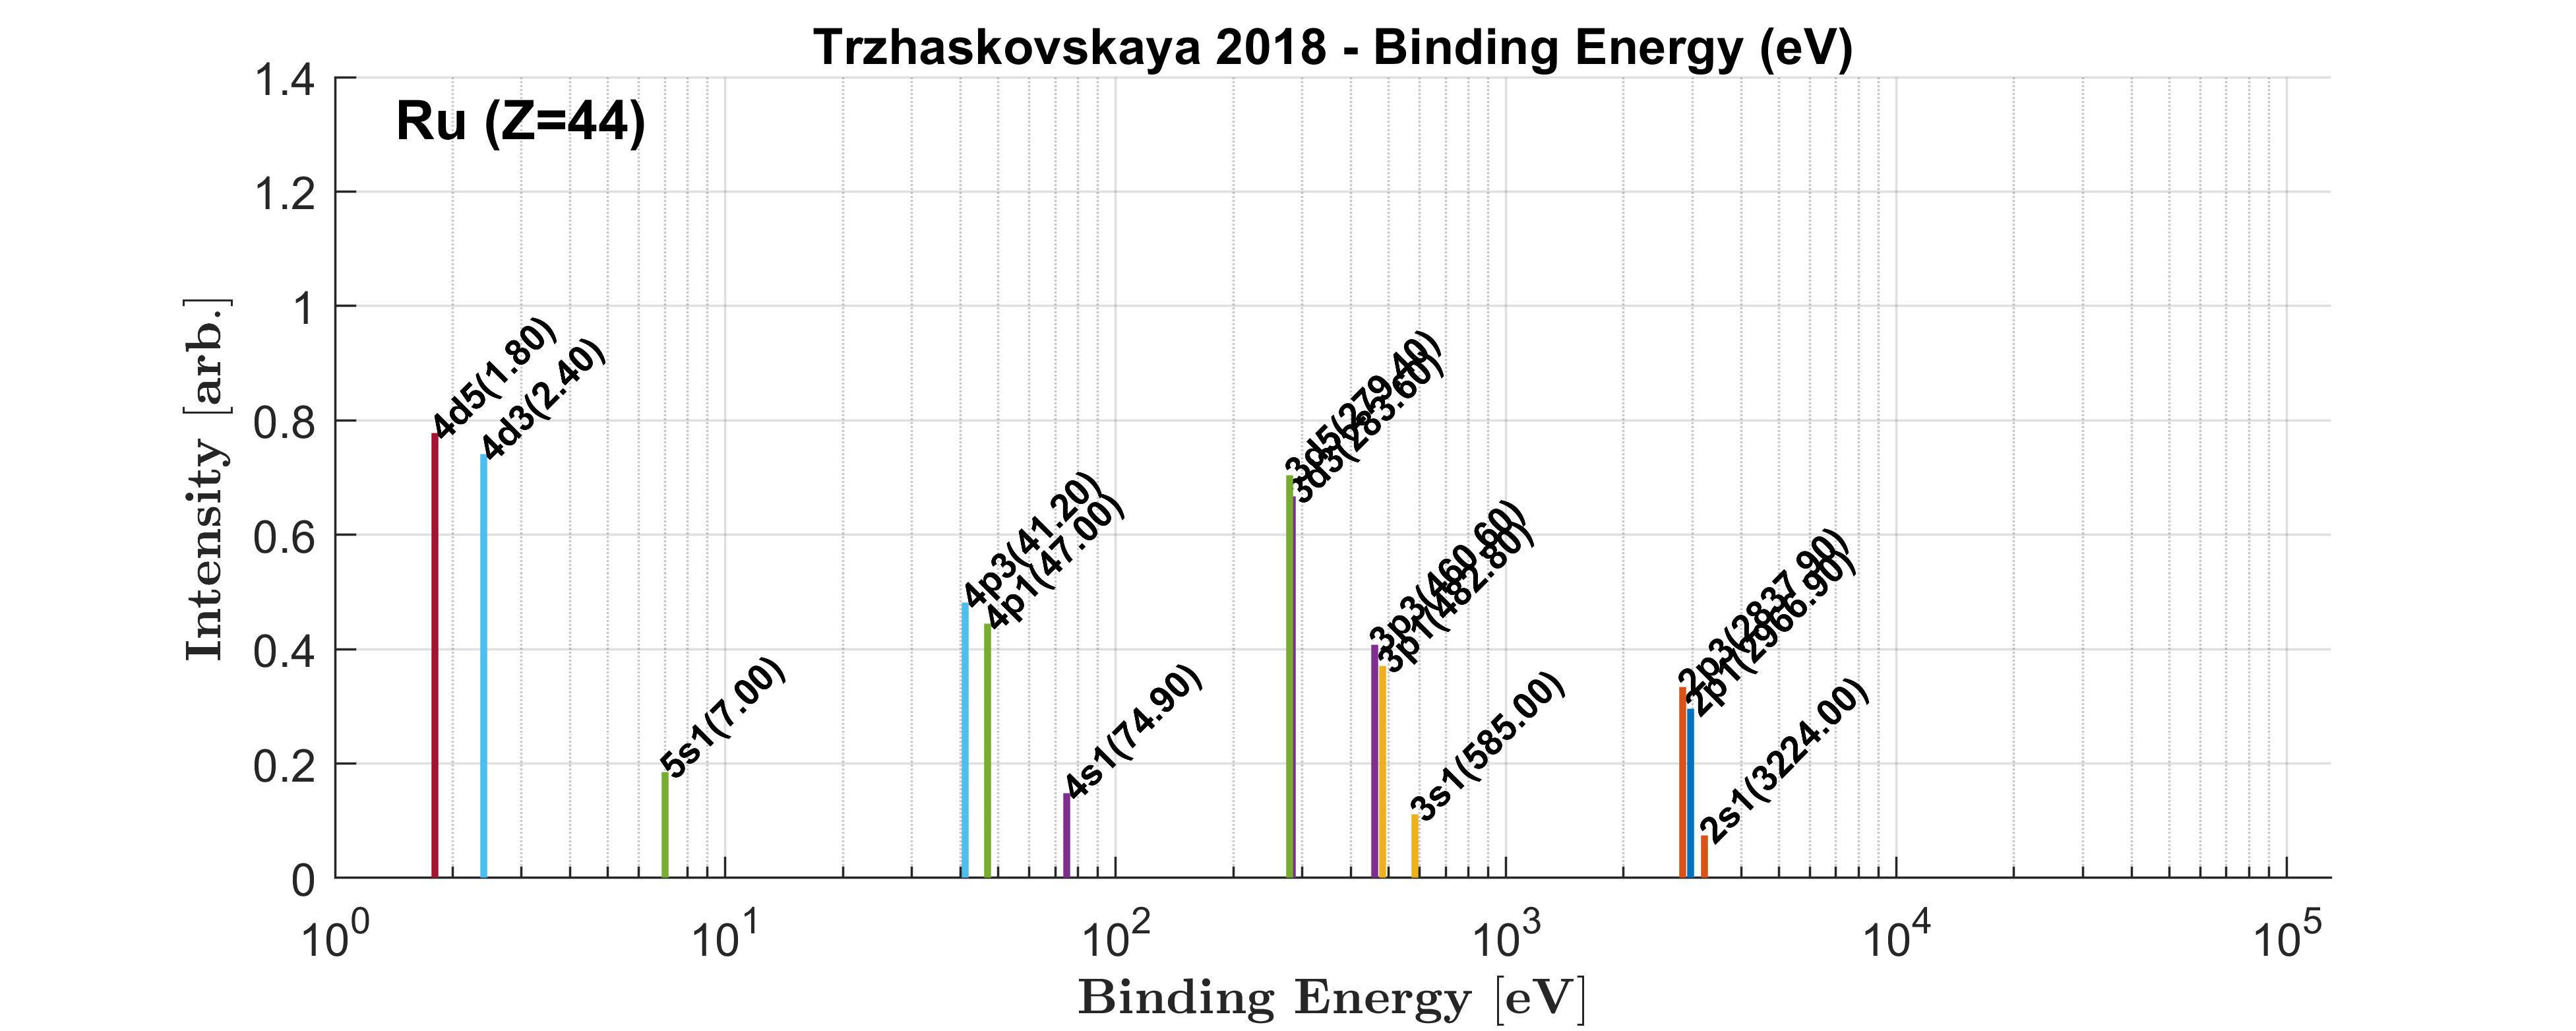 Trzhaskovskaya 2018 - Binding Energy (eV)
Ru (Z=44)
Intensity [arb.]
1.4
1.2
1
0.8
0.6
0.4
0.2
0
4d5(1.80)
4d3(2.40)
5s1(7.00)
4p3(41.20)
4p1(47.00)
4s1(74.90)
3d5(279.40)
3d3(283.60)
3p3(460.60)
3p1(482.80)
3s1(585.00)
2p3(2837.90)
2p1(2966.90)
2s1(3224.00)
10^0
10^1
10^2
10^3
10^4
10^5
Binding Energy [eV]